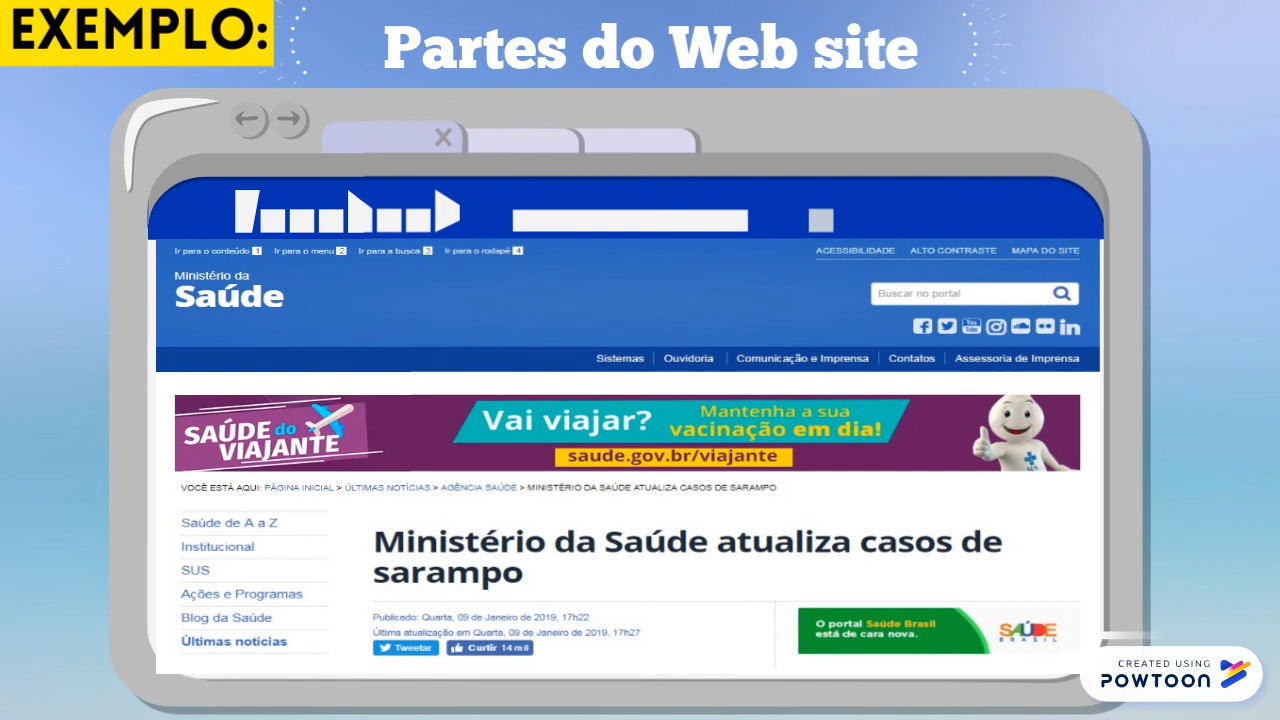 EXEMPLO:
Partes do Web site
Ir para o conteúdo 1 Ir para o menu 2 Ir para a busca 3 Ir para o rodapé 4
ACESSIBILIDADE ALTO CONTRASTE MAPA DO SITE
Ministério da
Saúde
Buscar no portal
You Tube
in
Sistemas Ouvidoria Comunicação e Imprensa Contatos Assessoria de Imprensa
SAÚDE do
VIAJANTE
Vai viajar?
Mantenha a sua
vacinação em dia!
saude.gov.br/viajante
VOCÊ ESTÁ AQUI: PÁGINA INICIAL > ÚLTIMAS NOTÍCIAS > AGÊNCIA SAÚDE > MINISTÉRIO DA SAÚDE ATUALIZA CASOS DE SARAMPO
Saúde de A a Z
Institucional
SUS
Ações e Programas
Blog da Saúde
Últimas notícias
Ministério da Saúde atualiza casos de
sarampo
Publicado: Quarta, 09 de Janeiro de 2019, 17h22
Última atualização em Quarta, 09 de Janeiro de 2019, 17h27
Tweetar Curtir 14 mil
O portal Saúde Brasil
está de cara nova.
SAÚDE
BRASIL
CREATED USING
POWTOON